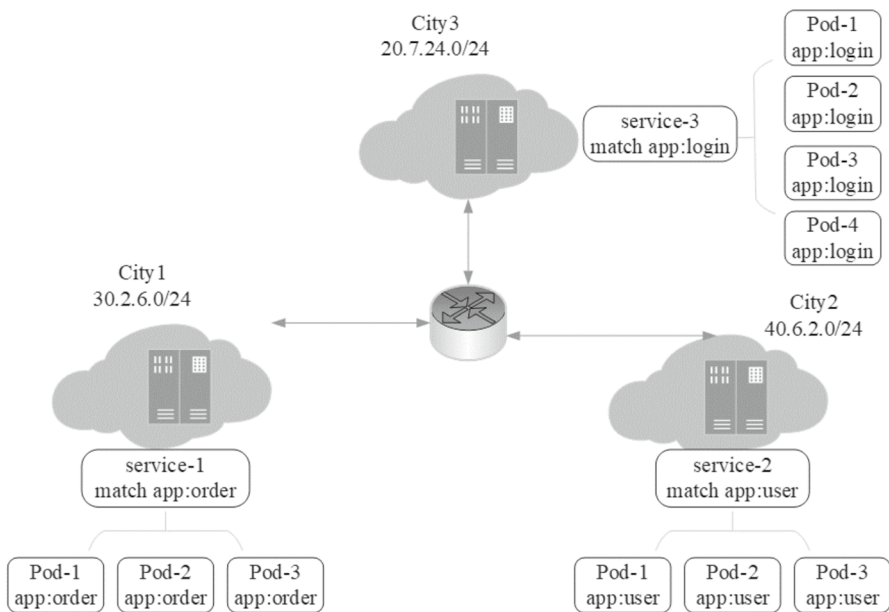 City3
20.7.24.0/24
service-3
match app:login
Pod-1
app:login
Pod-2
app:login
Pod-3
app:login
Pod-4
app:login
City1
30.2.6.0/24
City2
40.6.2.0/24
service-1
match app:order
Pod-1
app:order
Pod-2
app:order
Pod-3
app:order
service-2
match app:user
Pod-1
app:user
Pod-2
app:user
Pod-3
app:user